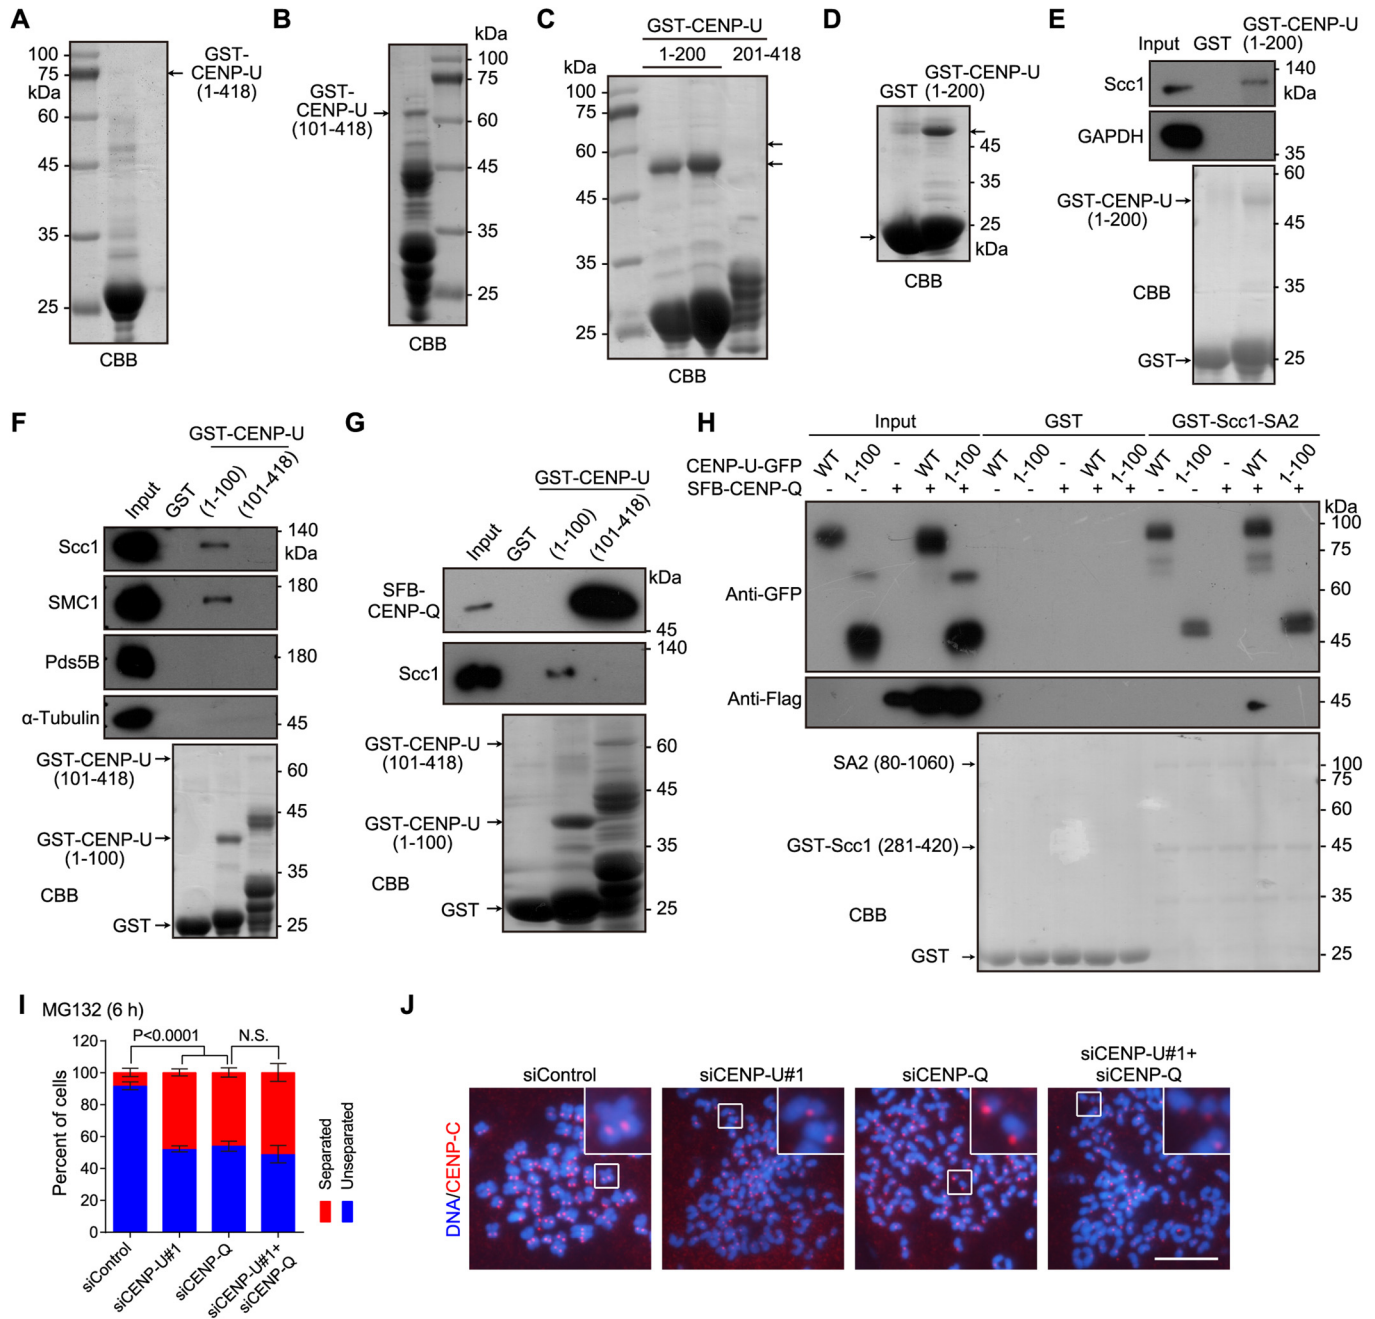 A
100
75
kDa
60
45
35
25
GST-
CENP-U
(1-418)
CBB
B
GST-
CENP-U
(101-418)
kDa
100
75
60
45
35
25
CBB
C
GST-CENP-U
1-200 201-418
kDa
100
75
60
45
35
25
CBB
D
GST-CENP-U
GST (1-200)
45
35
25
kDa
CBB
E
GST-CENP-U
Input GST (1-200)
Scc1
140
kDa
GAPDH
35
GST-CENP-U
(1-200)
60
45
35
25
CBB
GST
F
GST-CENP-U
Input
GST
(1-100)
(101-418)
Scc1
140
kDa
SMC1
180
Pds5B
180
α-Tubulin
45
GST-CENP-U
(101-418)
60
45
GST-CENP-U
(1-100)
35
CBB
GST
25
G
GST-CENP-U
Input
GST
(1-100)
(101-418)
kDa
SFB-
CENP-Q
45
Scc1
140
GST-CENP-U
(101-418)
60
45
GST-CENP-U
(1-100)
35
CBB
GST
25
H
Input GST GST-Scc1-SA2
CENP-U-GFP WT 1-100 - WT 1-100 WT 1-100 - WT 1-100 WT 1-100 - WT 1-100
SFB-CENP-Q - - + + + - - + + + - - + + +
kDa
100
75
60
45
Anti-GFP
Anti-Flag
45
SA2 (80-1060)
100
75
60
GST-Scc1 (281-420)
45
35
CBB
GST
25
I
MG132 (6 h)
P<0.0001 N.S.
120
100
80
60
40
20
0
Percent of cells
Separated
Unseparated
siControl
siCENP-U#1
siCENP-Q
siCENP-U#1+
siCENP-Q
J
siControl
siCENP-U#1
siCENP-Q
siCENP-U#1+
siCENP-Q
DNA/CENP-C